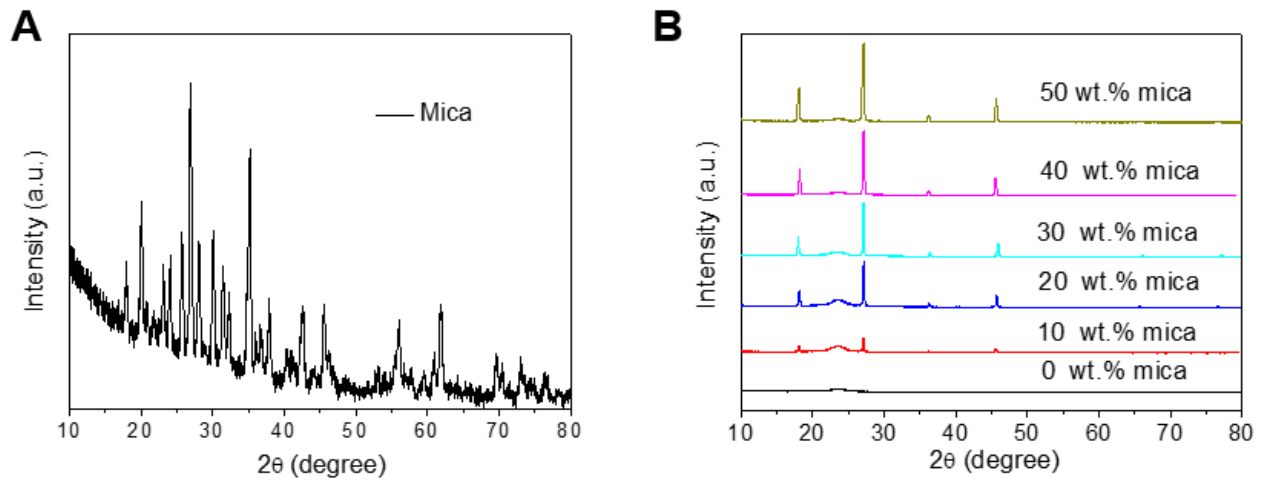 A
Intensity (a.u.)
Mica
10 20 30 40 50 60 70 80
2θ (degree)
B
Intensity (a.u.)
50 wt.% mica
40 wt.% mica
30 wt.% mica
20 wt.% mica
10 wt.% mica
0 wt.% mica
10 20 30 40 50 60 70 80
2θ (degree)